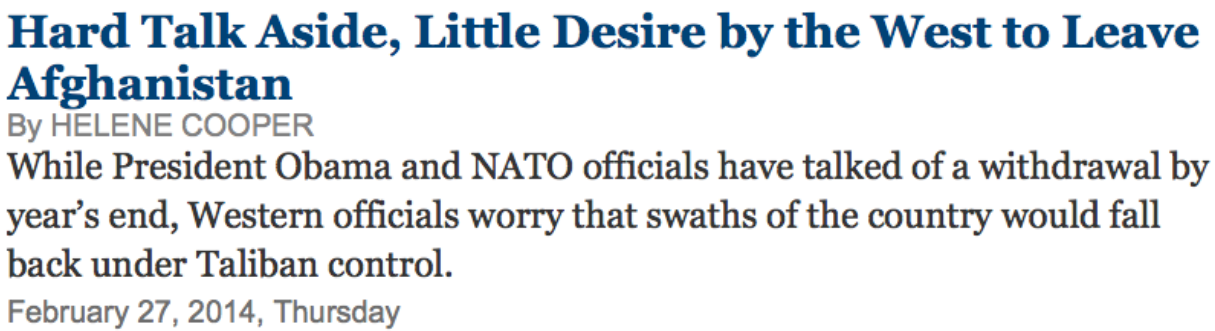 Hard Talk Aside, Little Desire by the West to Leave
Afghanistan
By HELENE COOPER
While President Obama and NATO officials have talked of a withdrawal by
year’s end, Western officials worry that swaths of the country would fall
back under Taliban control.
February 27, 2014, Thursday